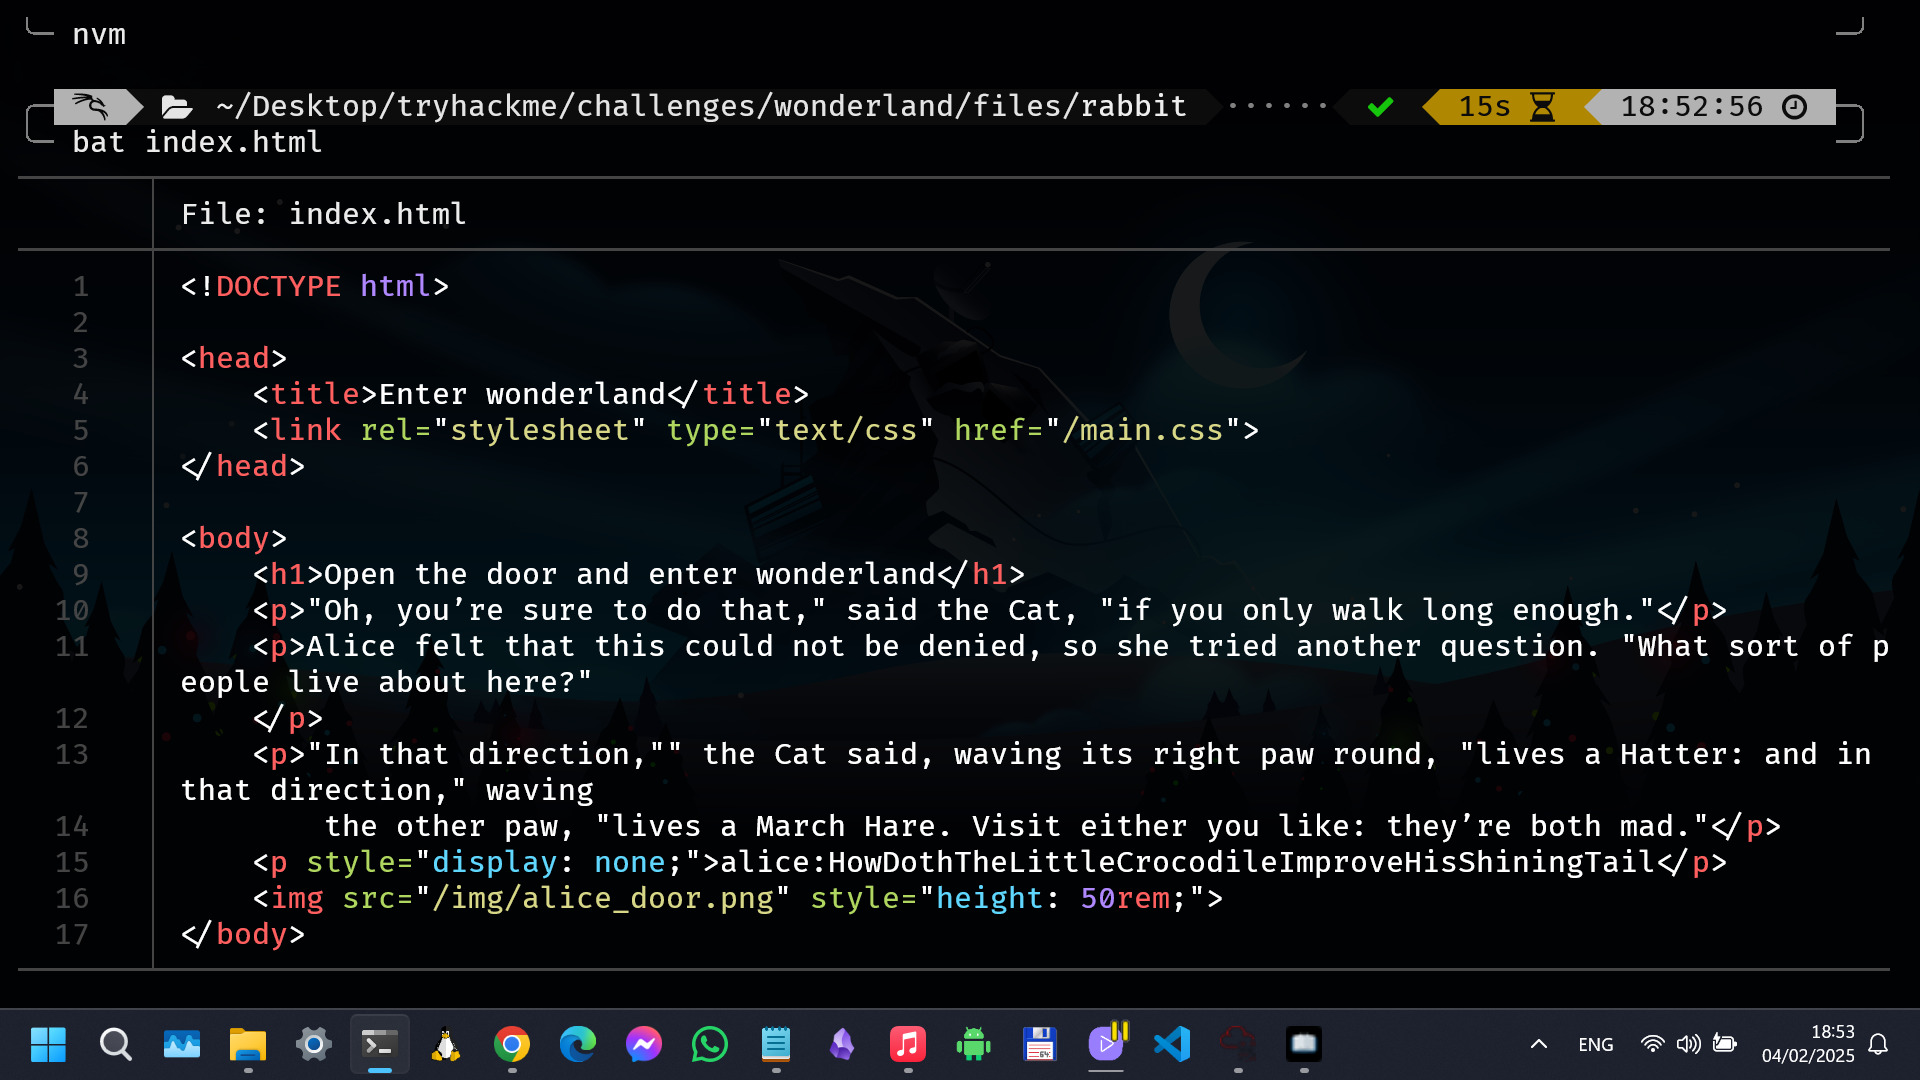 nvm
~/Desktop/tryhackme/challenges/wonderland/files/rabbit 15s 18:52:56
bat index.html
File: index.html
1 <!DOCTYPE html>
2
3 <head>
4     <title>Enter wonderland</title>
5     <link rel="stylesheet" type="text/css" href="/main.css">
6 </head>
7
8 <body>
9     <h1>Open the door and enter wonderland</h1>
10     <p>"Oh, you’re sure to do that," said the Cat, "if you only walk long enough."</p>
11     <p>Alice felt that this could not be denied, so she tried another question. "What sort of p
eople live about here?"
12     </p>
13     <p>"In that direction,"" the Cat said, waving its right paw round, "lives a Hatter: and in
that direction," waving
14         the other paw, "lives a March Hare. Visit either you like: they’re both mad."</p>
15     <p style="display: none;">alice:HowDothTheLittleCrocodileImproveHisShiningTail</p>
16     <img src="/img/alice_door.png" style="height: 50rem;">
17 </body>
64
ENG
18:53
04/02/2025